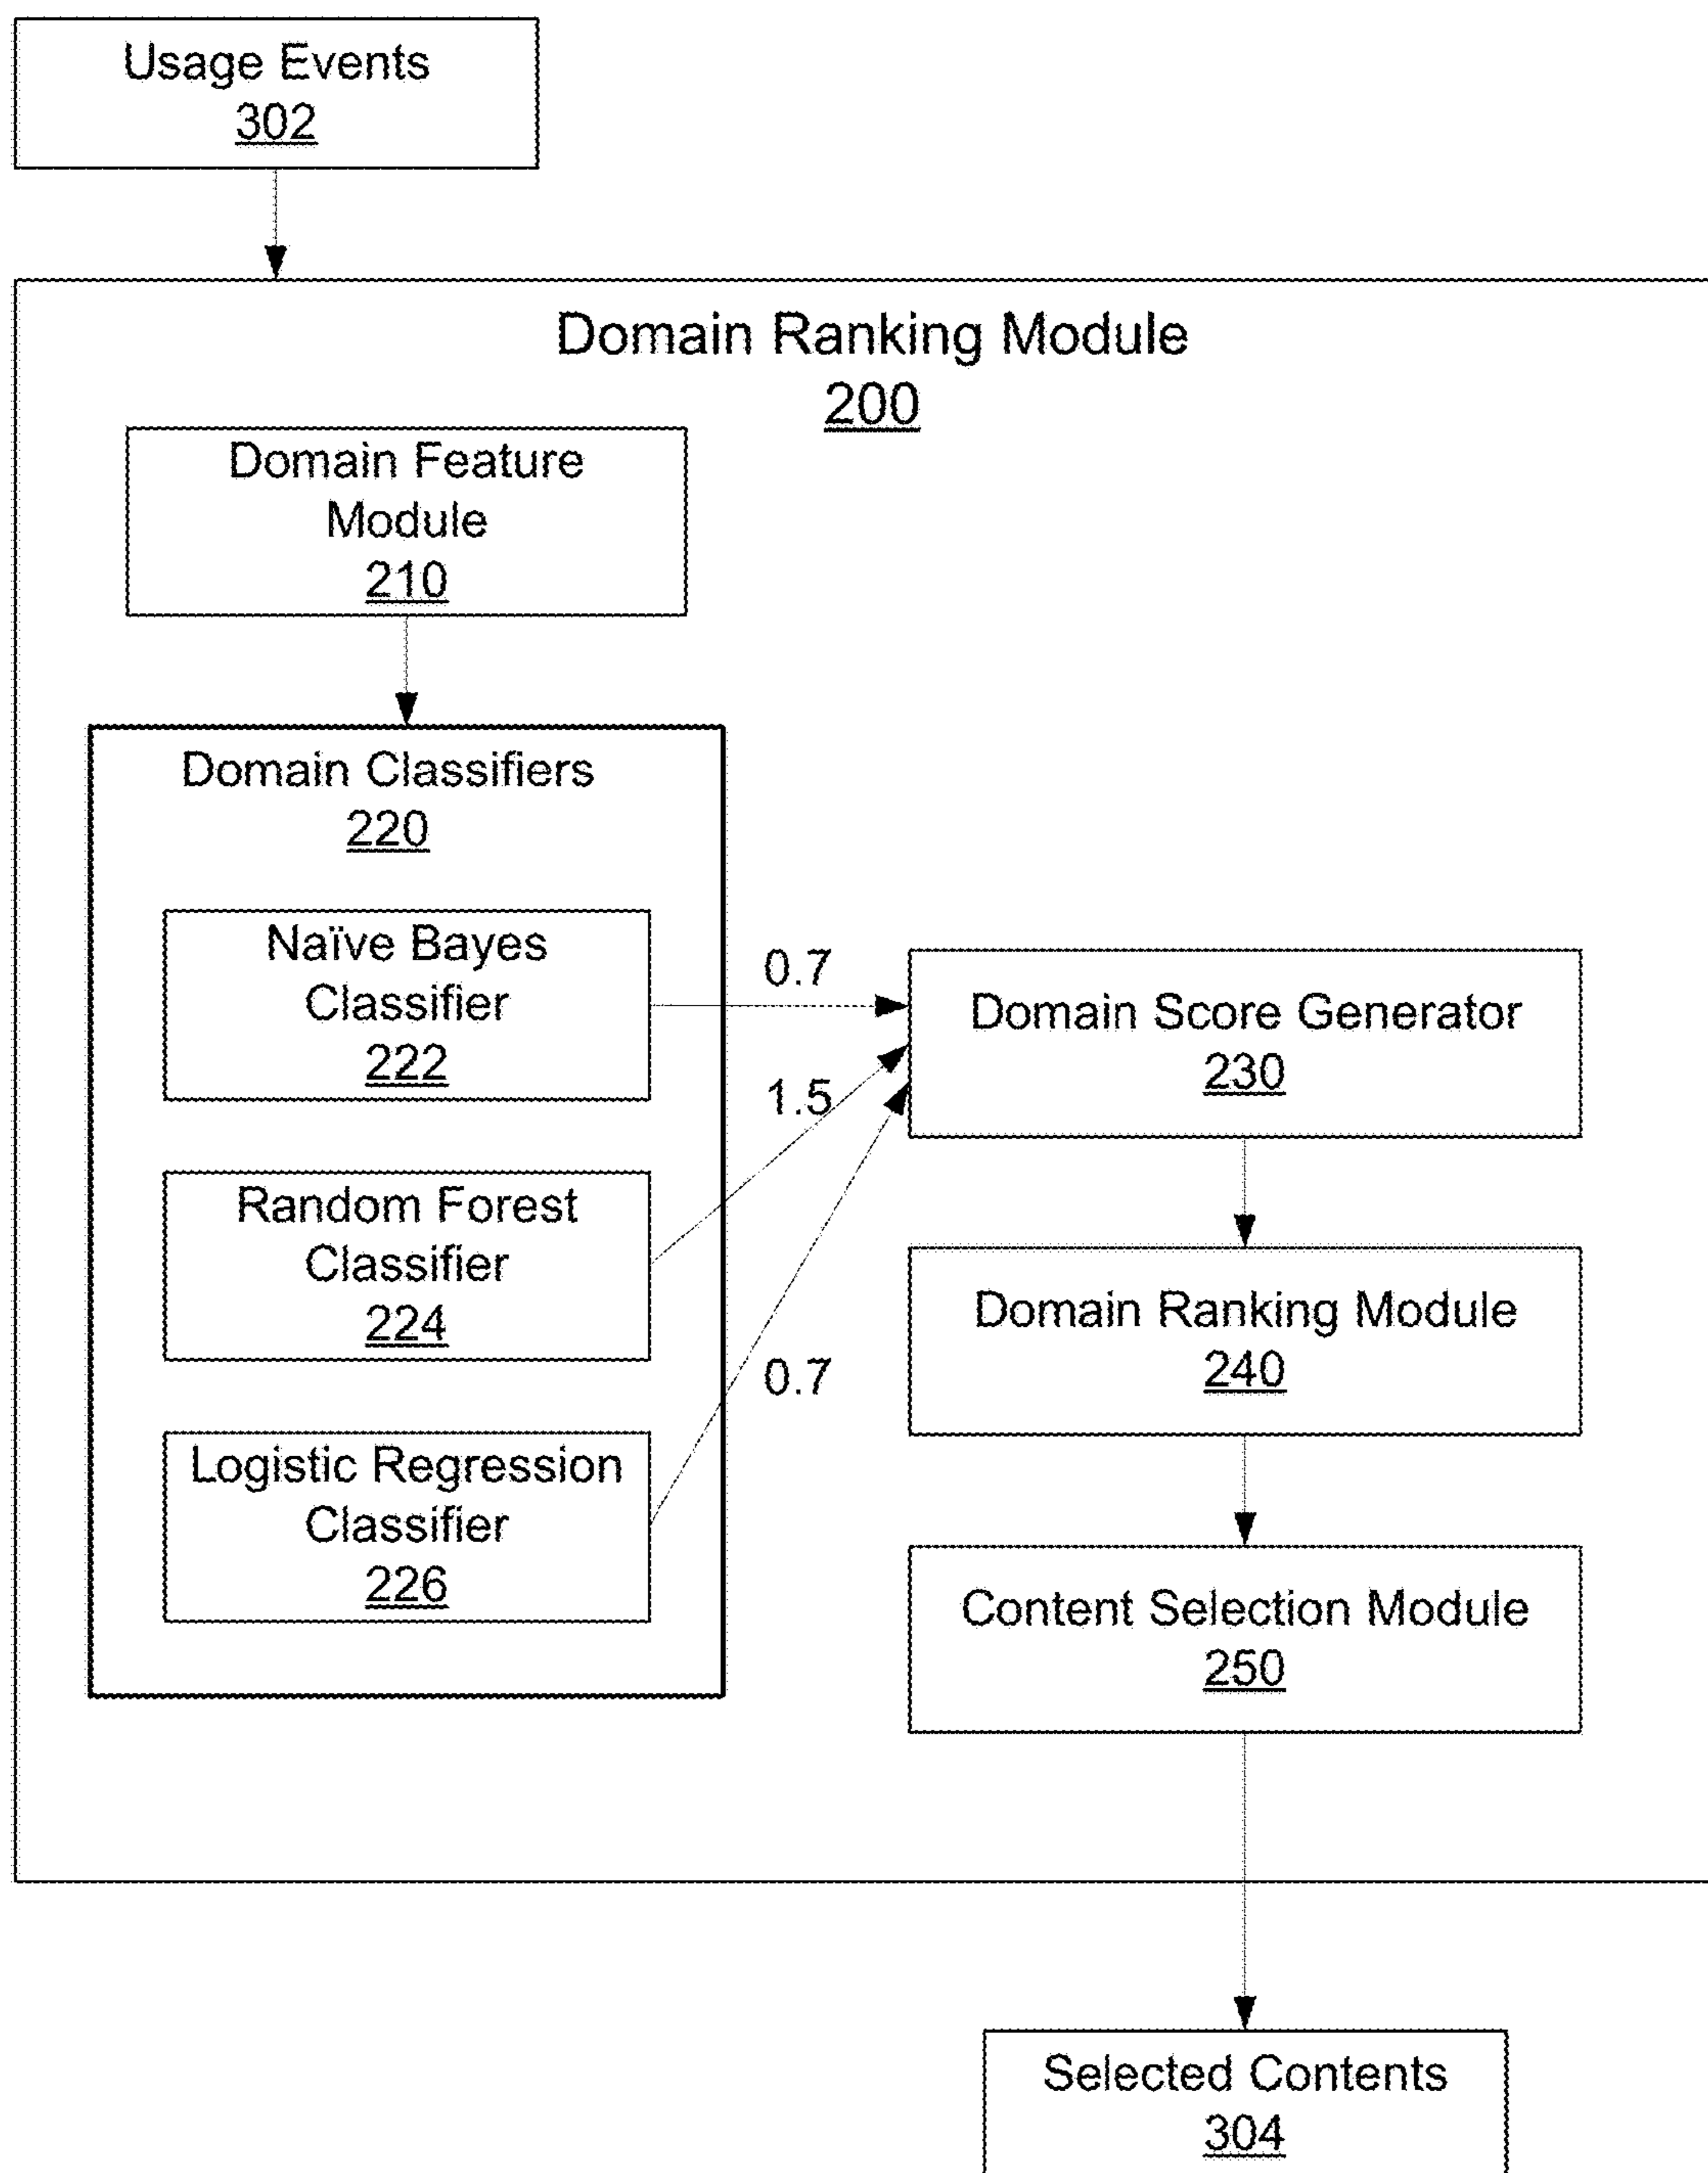 Usage Events
302
Domain Ranking Module
200
Domain Feature
Module
210
Domain Classifiers
220
Naïve Bayes
Classifier
222
Random Forest
Classifier
224
Logistic Regression
Classifier
226
0.7
1.5
0.7
Domain Score Generator
230
Domain Ranking Module
240
Content Selection Module
250
Selected Contents
304